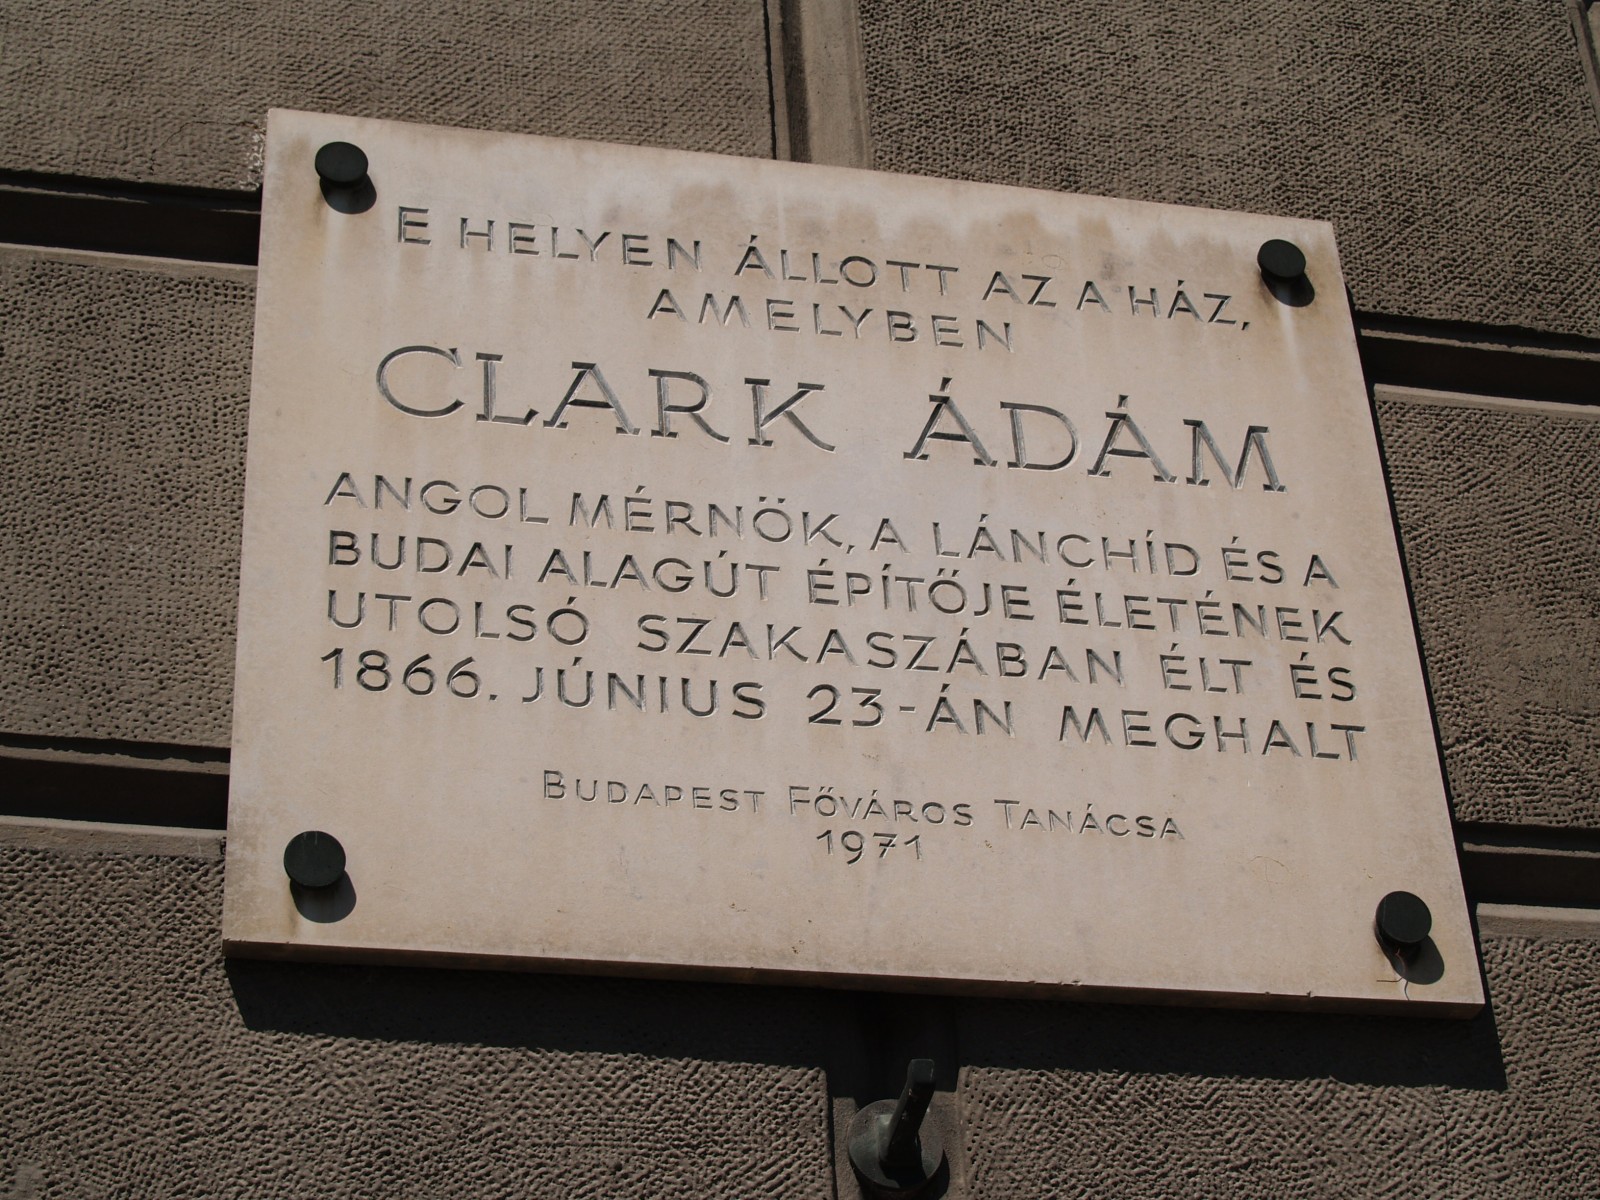 E HELYEN ÁLLOTT AZ A HÁZ,
AMELYBEN
CLARK ÁDÁM
ANGOL MÉRNÖK, A LÁNCHÍD ÉS A
BUDAI ALAGÚT ÉPÍTŐJE ÉLETÉNEK
UTOLSÓ SZAKASZÁBAN ÉLT ÉS
1866. JÚNIUS 23-ÁN MEGHALT
BUDAPEST FŐVÁROS TANÁCSA
1971